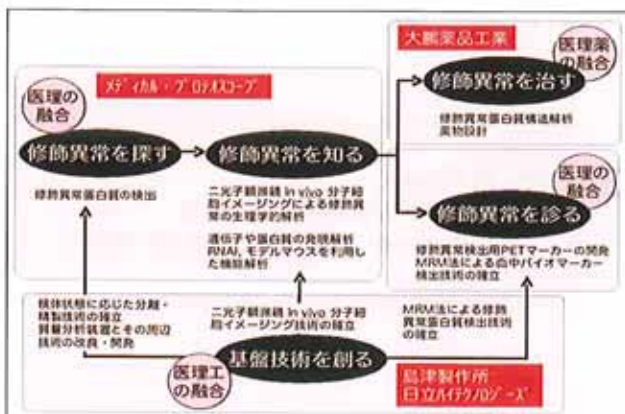 大鵬薬品工業
医理薬
の融合
修飾異常を治す
修飾異常蛋白質構造解析
薬物設計
メディカル・プロテオスコープ
医理の
融合
修飾異常を探す
修飾異常蛋白質の検出
修飾異常を知る
二光子顕微鏡 in vivo 分子細
胞イメージングによる修飾異
常の生理学的解析
遺伝子や蛋白質の発現解析
RNAi, モデルマウスを利用し
た機能解析
医理の
融合
修飾異常を診る
修飾異常検出用PETマーカーの開発
MRM法による血中バイオマーカー
検出技術の確立
検体状態に応じた分離・
精製技術の確立
質量分析装置とその周辺
技術の改良・開発
二光子顕微鏡 in vivo 分子細
胞イメージング技術の確立
MRM法による修飾
異常蛋白質検出技術
の確立
医理工
の融合
基盤技術を創る
島津製作所
日立ハイテクノロジーズ